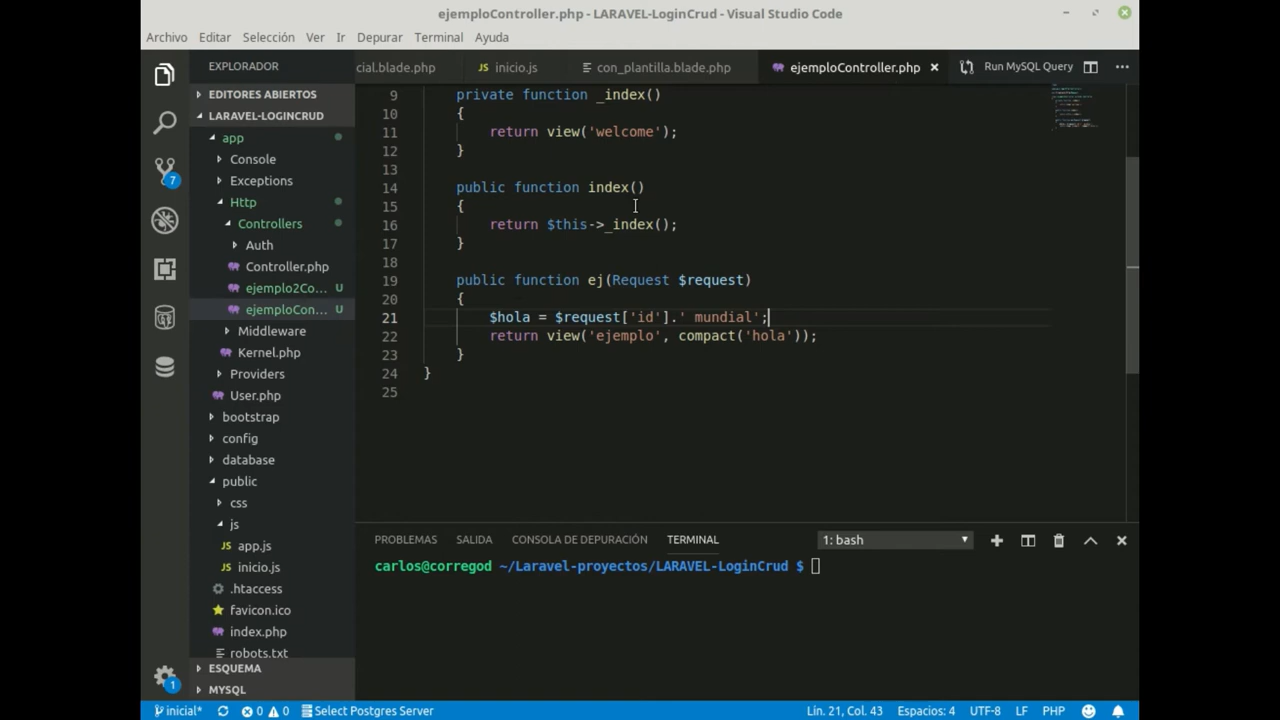 ejemploController.php - LARAVEL-LoginCrud - Visual Studio Code
Archivo Editar Selección Ver Ir Depurar Terminal Ayuda
EXPLORADOR
cial.blade.php inicio.js con_plantilla.blade.php ejemploController.php Run MySQL Query
EDITORES ABIERTOS
LARAVEL-LOGINCRUD
app
Console
Exceptions
Http
Controllers
Auth
Controller.php
ejemplo2Co... U
ejemploCon... U
Middleware
Kernel.php
Providers
User.php
bootstrap
config
database
public
css
js
app.js
inicio.js
.htaccess
favicon.ico
index.php
robots.txt
ESQUEMA
MYSQL
7
1
9 private function _index()
10 {
11 return view('welcome');
12 }
13
14 public function index()
15 {
16 return $this->_index();
17 }
18
19 public function ej(Request $request)
20 {
21 $hola = $request['id'].' mundial';
22 return view('ejemplo', compact('hola'));
23 }
24 }
25
PROBLEMAS SALIDA CONSOLA DE DEPURACIÓN TERMINAL 1: bash
carlos@corregod ~/Laravel-proyectos/LARAVEL-LoginCrud $
inicial* 0 0 Select Postgres Server Lín. 21, Col. 43 Espacios: 4 UTF-8 LF PHP